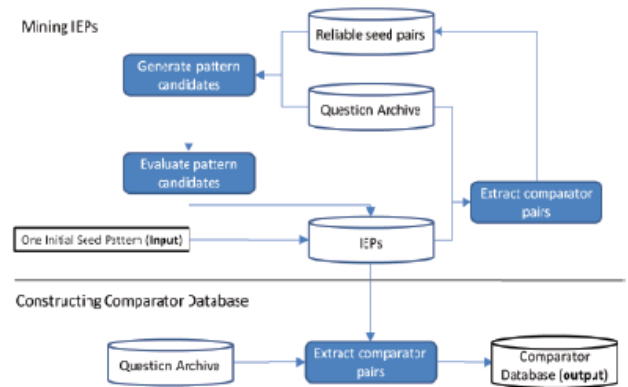 Mining IEPs
Reliable seed pairs
Generate pattern
candidates
Question Archive
Evaluate pattern
candidates
Extract comparator
pairs
One Initial Seed Pattern (Input)
IEPs
Constructing Comparator Database
Question Archive
Extract comparator
pairs
Comparator
Database (output)